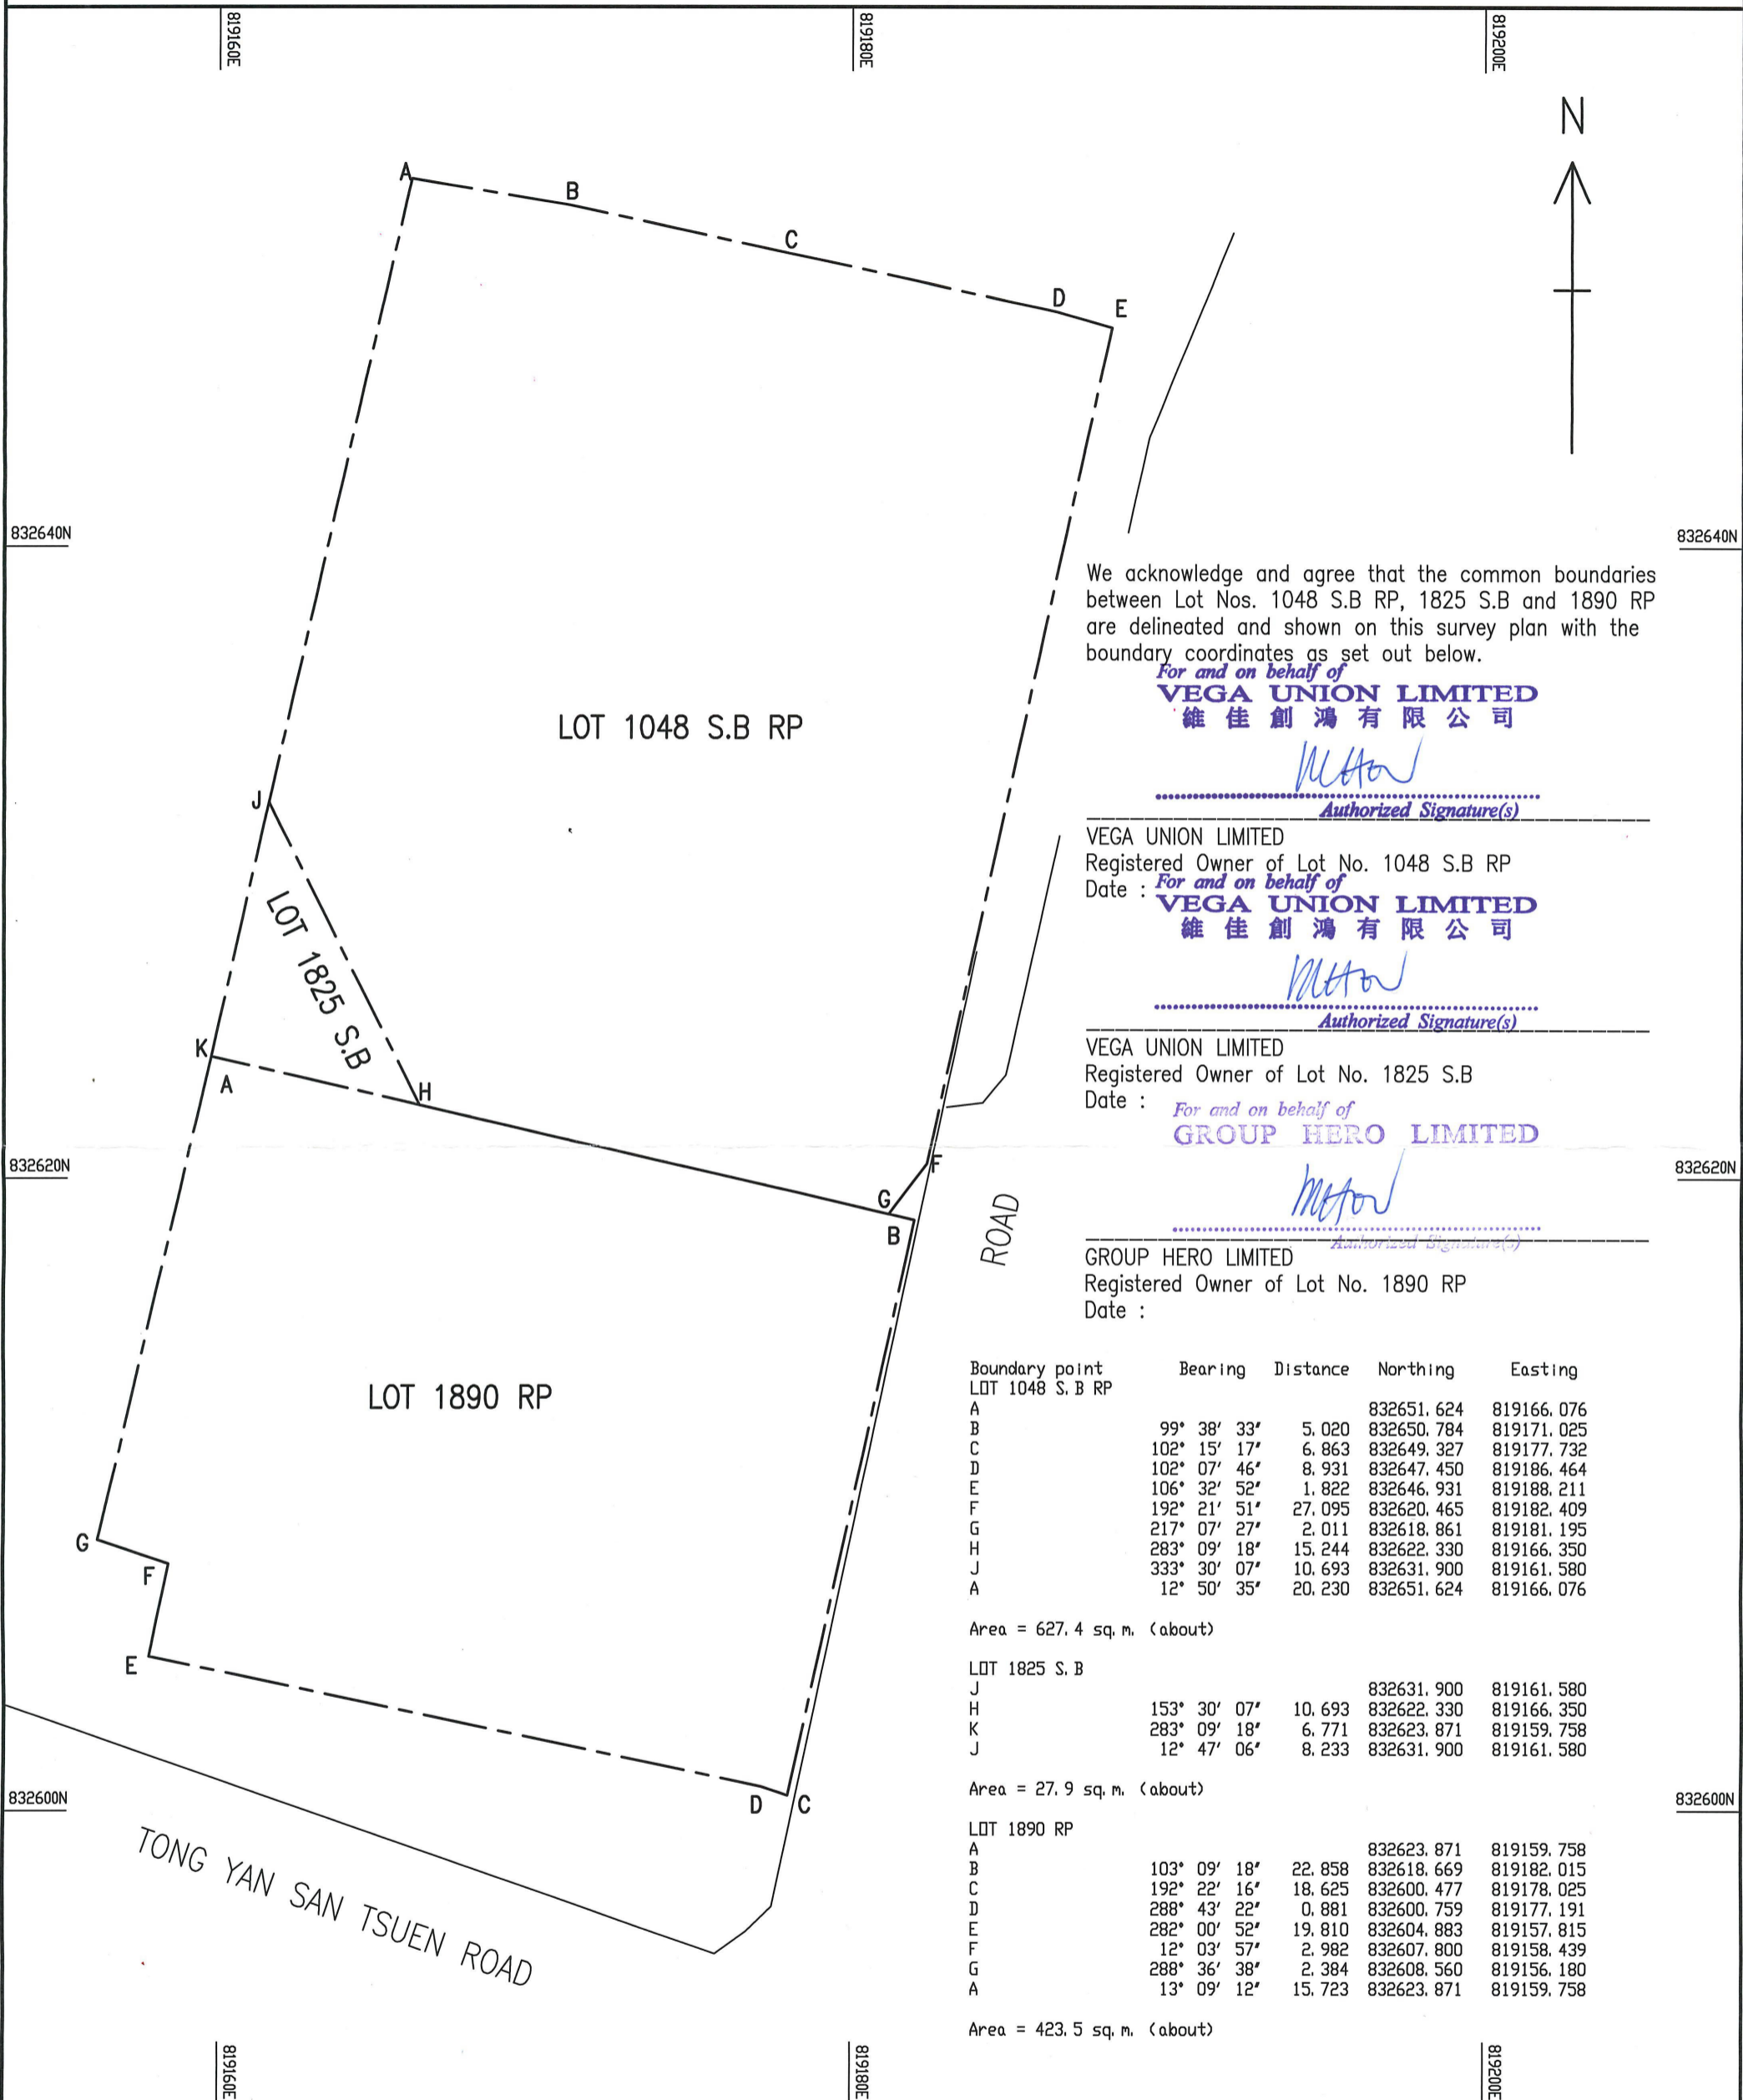 819160E
819180E
819200E
N
A
B
C
D
E
832640N
832640N
We acknowledge and agree that the common boundaries
between Lot Nos. 1048 S.B RP, 1825 S.B and 1890 RP
are delineated and shown on this survey plan with the
boundary coordinates as set out below.
For and on behalf of
VEGA UNION LIMITED
維佳創鴻有限公司
Authorized Signature(s)
VEGA UNION LIMITED
Registered Owner of Lot No. 1048 S.B RP
Date :
For and on behalf of
VEGA UNION LIMITED
維佳創鴻有限公司
Authorized Signature(s)
VEGA UNION LIMITED
Registered Owner of Lot No. 1825 S.B
Date :
For and on behalf of
GROUP HERO LIMITED
Authorized Signature(s)
GROUP HERO LIMITED
Registered Owner of Lot No. 1890 RP
Date :
LOT 1048 S.B RP
J
LOT 1825 S.B
K
A
H
832620N
832620N
F
G
B
ROAD
LOT 1890 RP
G
F
E
D
C
832600N
832600N
TONG YAN SAN TSUEN ROAD
Boundary point Bearing Distance Northing Easting
LOT 1048 S.B RP
A 832651.624 819166.076
B 99° 38' 33" 5.020 832650.784 819171.025
C 102° 15' 17" 6.863 832649.327 819177.732
D 102° 07' 46" 8.931 832647.450 819186.464
E 106° 32' 52" 1.822 832646.931 819188.211
F 192° 21' 51" 27.095 832620.465 819182.409
G 217° 07' 27" 2.011 832618.861 819181.195
H 283° 09' 18" 15.244 832622.330 819166.350
J 333° 30' 07" 10.693 832631.900 819161.580
A 12° 50' 35" 20.230 832651.624 819166.076
Area = 627.4 sq.m. (about)
LOT 1825 S.B
J 832631.900 819161.580
H 153° 30' 07" 10.693 832622.330 819166.350
K 283° 09' 18" 6.771 832623.871 819159.758
J 12° 47' 06" 8.233 832631.900 819161.580
Area = 27.9 sq.m. (about)
LOT 1890 RP
A 832623.871 819159.758
B 103° 09' 18" 22.858 832618.669 819182.015
C 192° 22' 16" 18.625 832600.477 819178.025
D 288° 43' 22" 0.881 832600.759 819177.191
E 282° 00' 52" 19.810 832604.883 819157.815
F 12° 03' 57" 2.982 832607.800 819158.439
G 288° 36' 38" 2.384 832608.560 819156.180
A 13° 09' 12" 15.723 832623.871 819159.758
Area = 423.5 sq.m. (about)
819160E
819180E
819200E